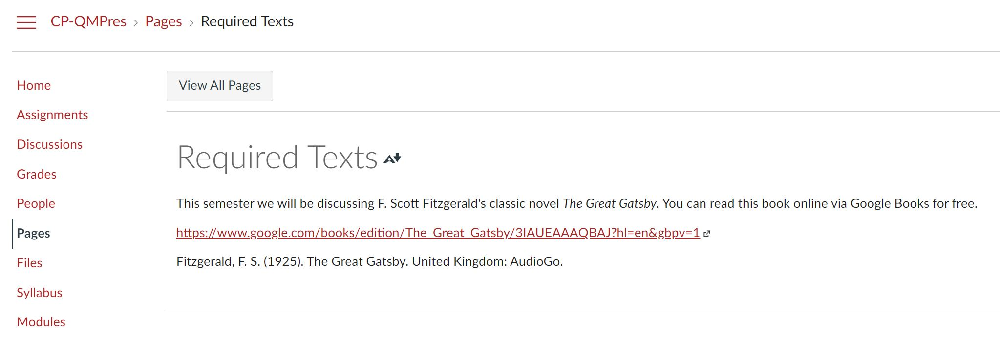 CP-QMPres › Pages › Required Texts
Home
Assignments
Discussions
Grades
People
Pages
Files
Syllabus
Modules
View All Pages
Required Texts
This semester we will be discussing F. Scott Fitzgerald's classic novel The Great Gatsby. You can read this book online via Google Books for free.
https://www.google.com/books/edition/The_Great_Gatsby/3IAUEAAAQBAJ?hl=en&gbpv=1
Fitzgerald, F. S. (1925). The Great Gatsby. United Kingdom: AudioGo.